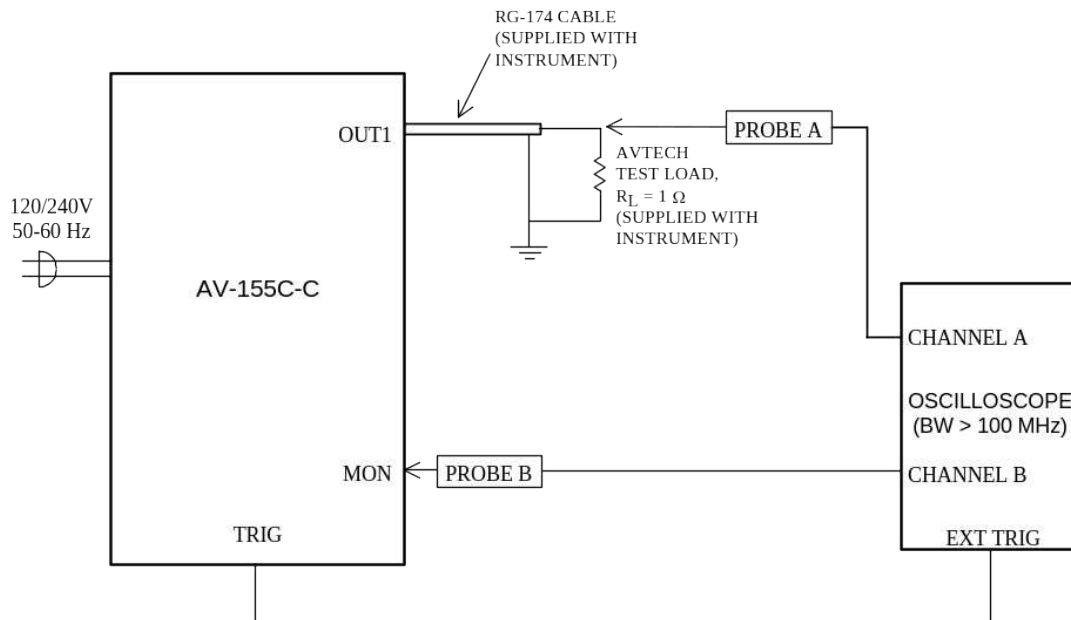 RG-174 CABLE
(SUPPLIED WITH
INSTRUMENT)
OUT1
PROBE A
AVTECH
TEST LOAD,
RL = 1 Ω
(SUPPLIED WITH
INSTRUMENT)
120/240V
50-60 Hz
AV-155C-C
CHANNEL A
OSCILLOSCOPE
(BW > 100 MHz)
MON
PROBE B
CHANNEL B
TRIG
EXT TRIG